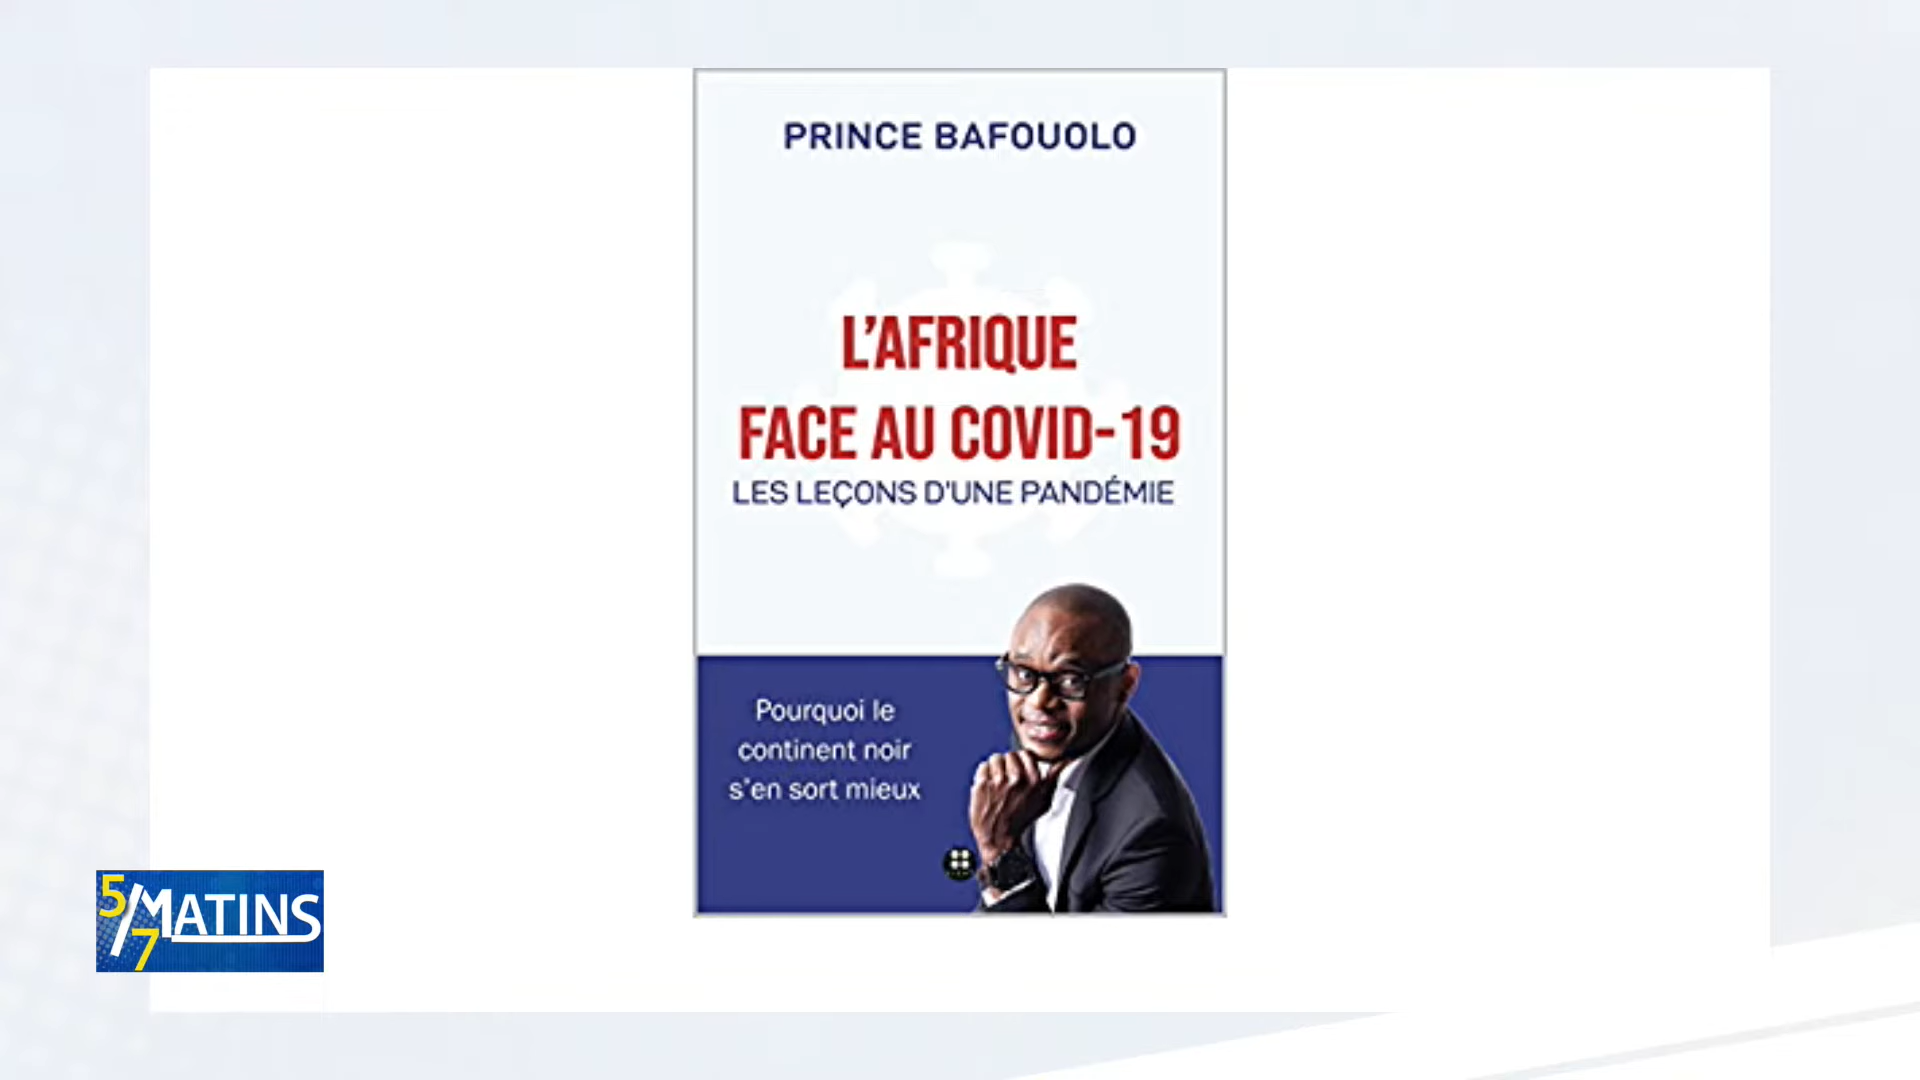 PRINCE BAFOUOLO
L'AFRIQUE
FACE AU COVID-19
LES LEÇONS D'UNE PANDÉMIE
Pourquoi le
continent noir
s'en sort mieux
5/7 MATINS